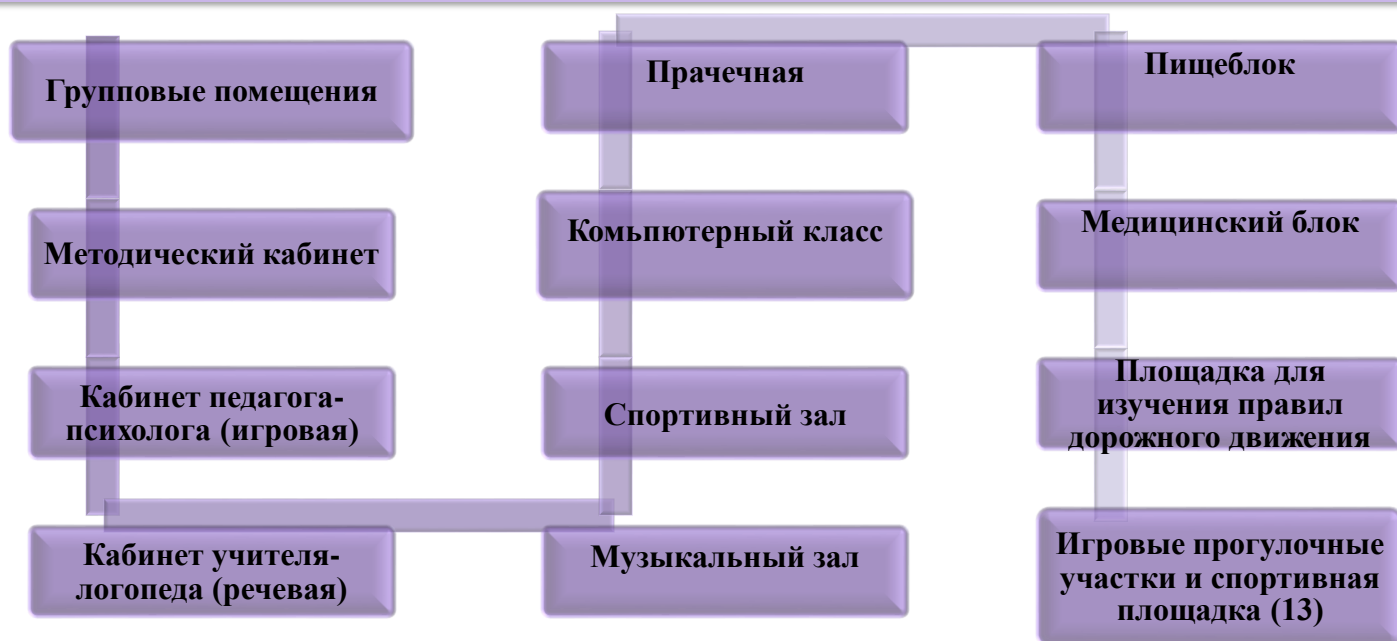 Групповые помещения
Методический кабинет
Кабинет педагога-
психолога (игровая)
Кабинет учителя-
логопеда (речевая)
Музыкальный зал
Спортивный зал
Комьпютерный класс
Прачечная
Пищеблок
Медицинский блок
Площадка для
изучения правил
дорожного движения
Игровые прогулочные
участки и спортивная
площадка (13)